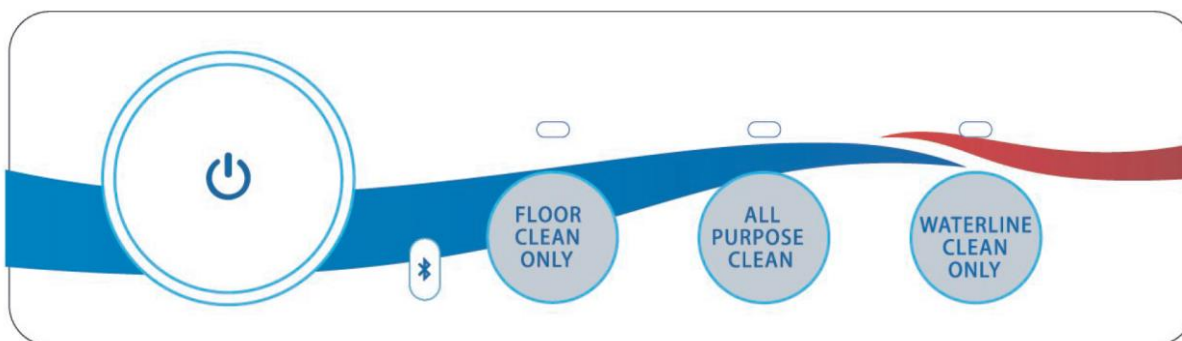 FLOOR
CLEAN
ONLY
ALL
PURPOSE
CLEAN
WATERLINE
CLEAN
ONLY